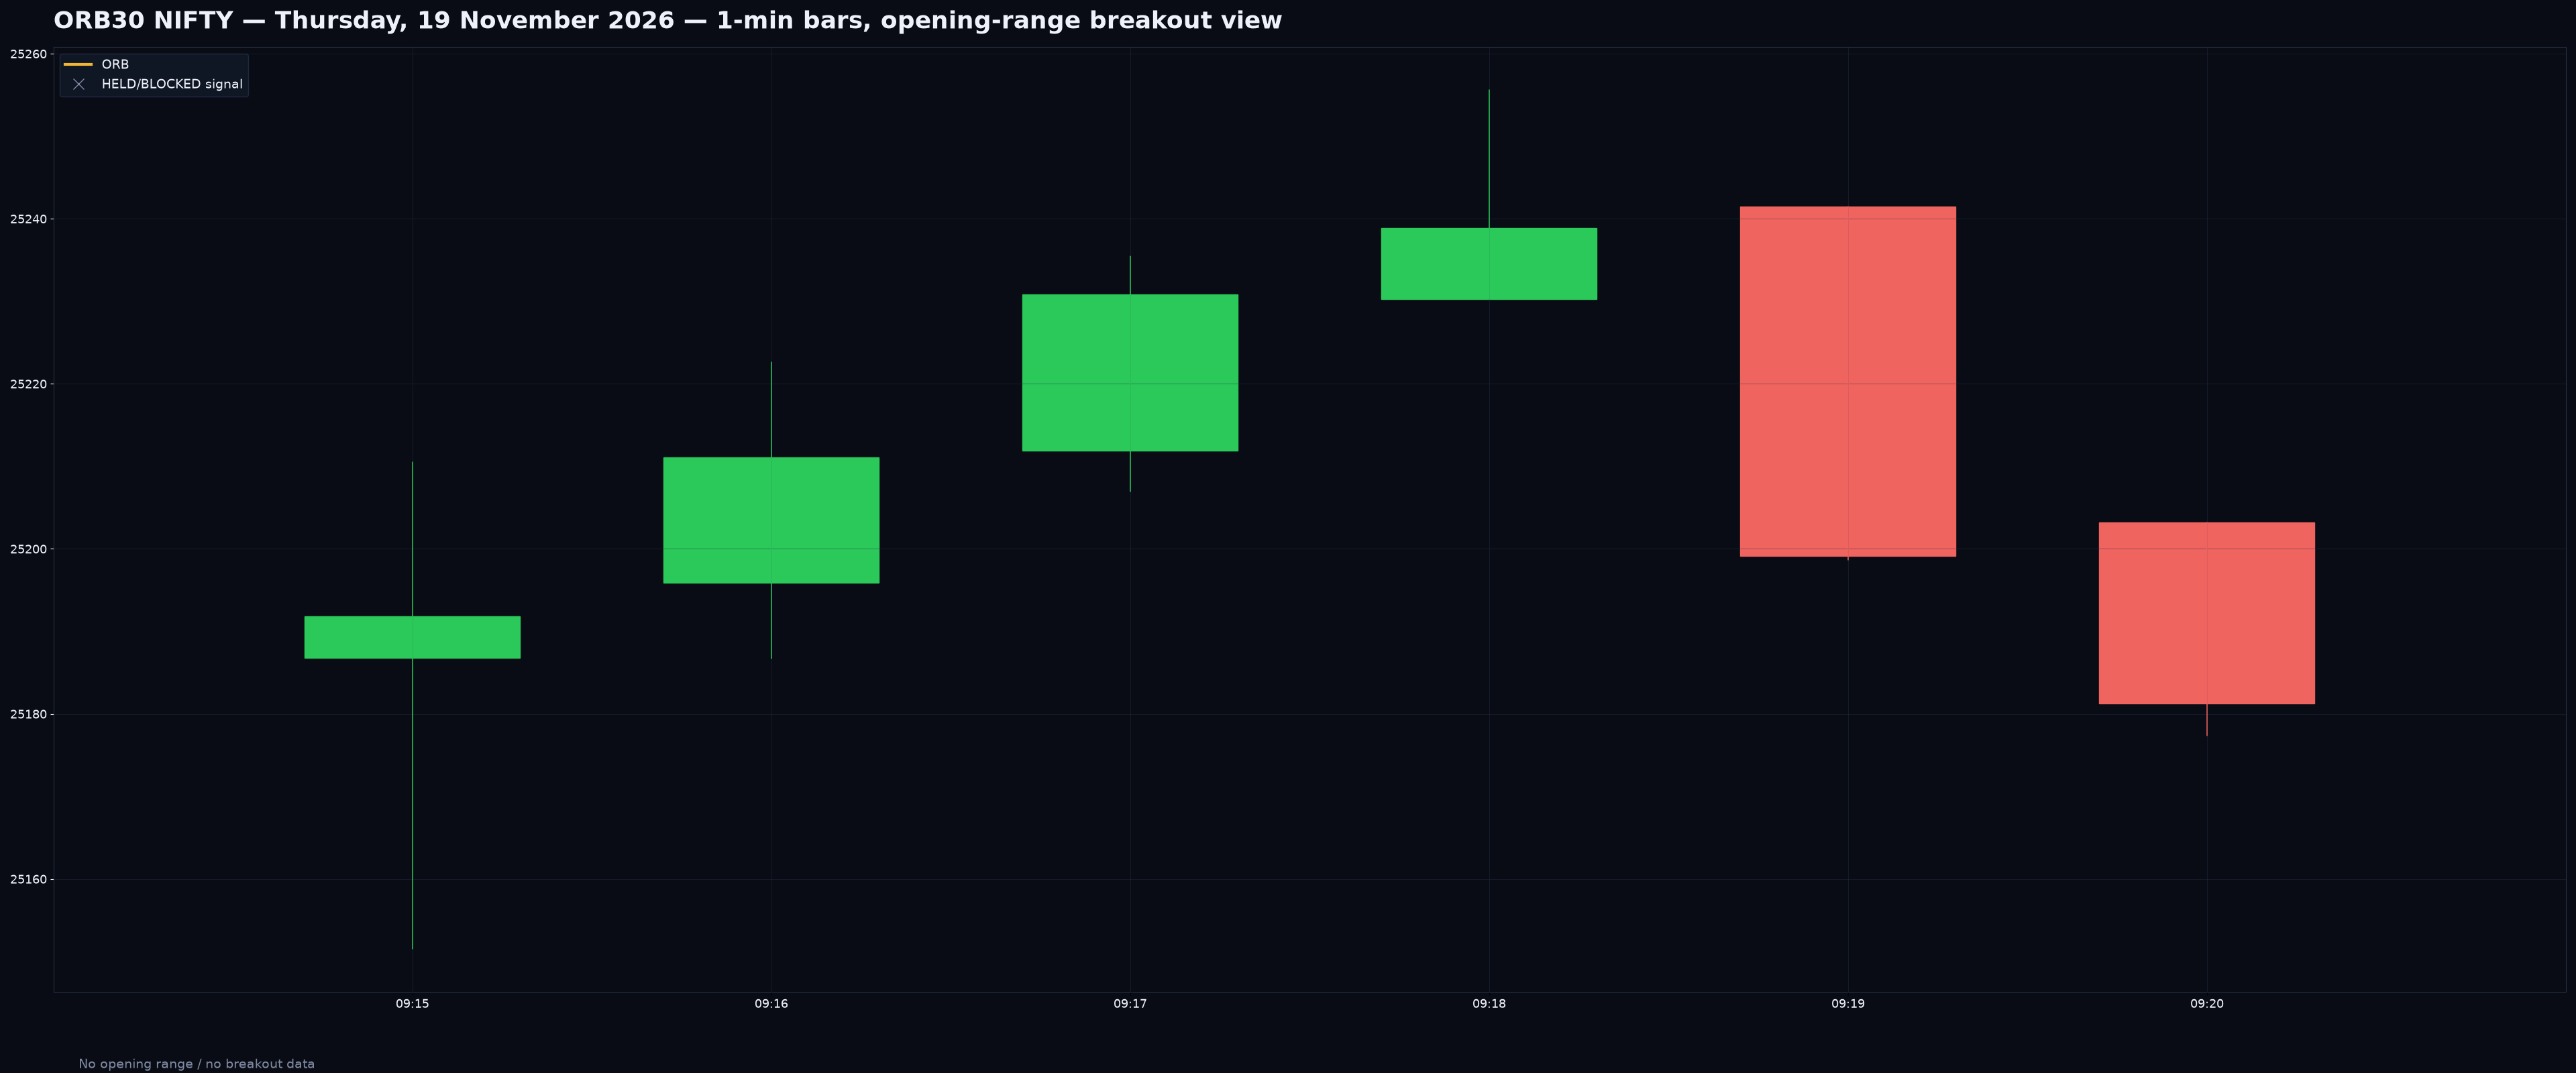 ORB30 NIFTY — Thursday, 19 November 2026 — 1-min bars, opening-range breakout view
ORB
HELD/BLOCKED signal
25260
25240
25220
25200
25180
25160
09:15 09:16 09:17 09:18 09:19 09:20
No opening range / no breakout data